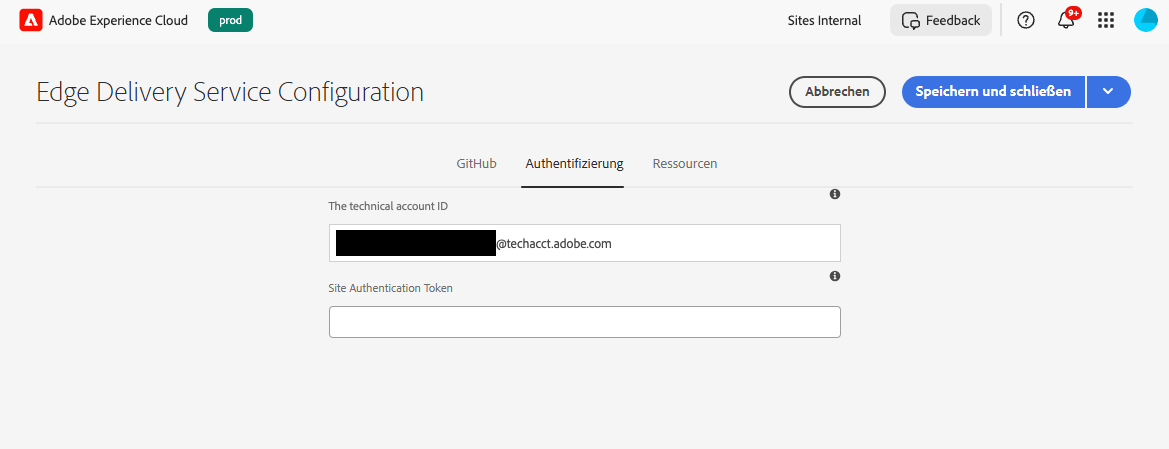 Adobe Experience Cloud prod Sites Internal Feedback 9+
Edge Delivery Service Configuration Abbrechen Speichern und schließen
GitHub Authentifizierung Ressourcen
The technical account ID
@techacct.adobe.com
Site Authentication Token